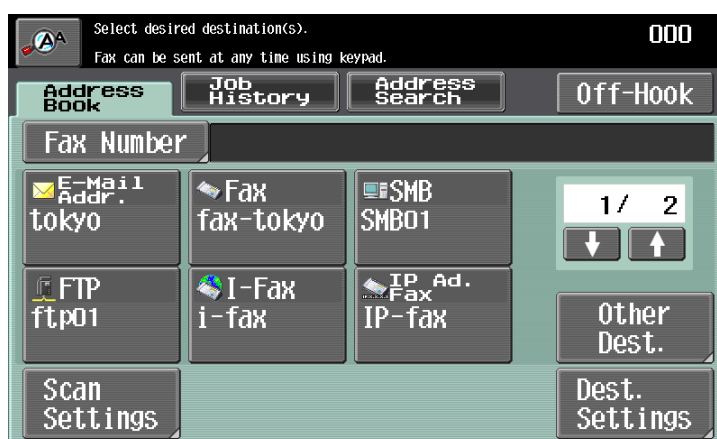 AA
Select desired destination(s).
000
Fax can be sent at any time using keypad.
Address
Book
Job
History
Address
Search
Off-Hook
Fax Number
E-Mail
Addr.
tokyo
Fax
fax-tokyo
SMB
SMB01
1/ 2
FTP
ftp01
I-Fax
i-fax
IP Ad.
Fax
IP-fax
Other
Dest.
Scan
Settings
Dest.
Settings